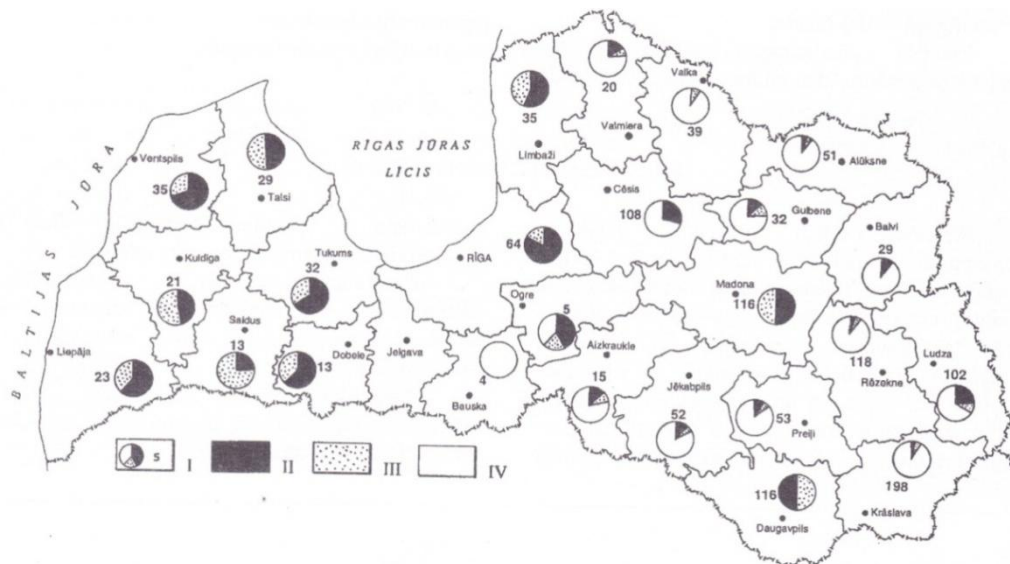 20
Valka
39
35
Valmiera
Limbaži
RĪGAS JŪRAS
LĪCIS
Ventspils
29
35
Talsi
BALTIJAS JŪRA
51
Alūksne
Cēsis
108
32
Gulbene
Balvi
29
Kuldīga
21
Tukums
32
64
RĪGA
Ogre
5
Madona
116
Saldus
13
Dobele
13
Jelgava
Liepāja
23
4
Bauska
Aizkraukle
15
Jēkabpils
52
118
Rēzekne
Ludza
102
53
Preiļi
198
Krāslava
116
Daugavpils
5 I II III IV